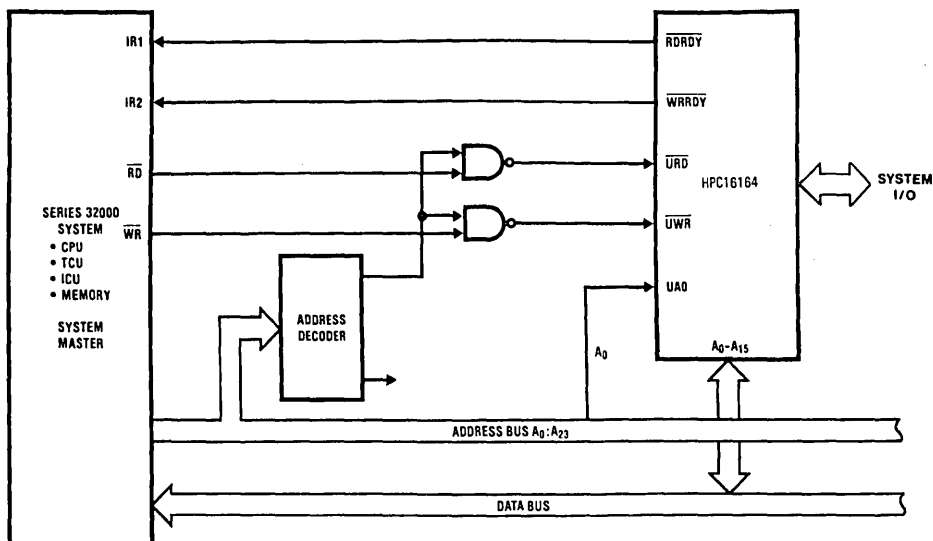 IR1
IR2
RD
WR
SERIES 32000
SYSTEM
• CPU
• TCU
• ICU
• MEMORY
SYSTEM
MASTER
ADDRESS
DECODER
RDRDY
WRRDY
URD
HPC16164
UWR
UA0
A0-A15
SYSTEM
I/O
A0
ADDRESS BUS A0:A23
DATA BUS